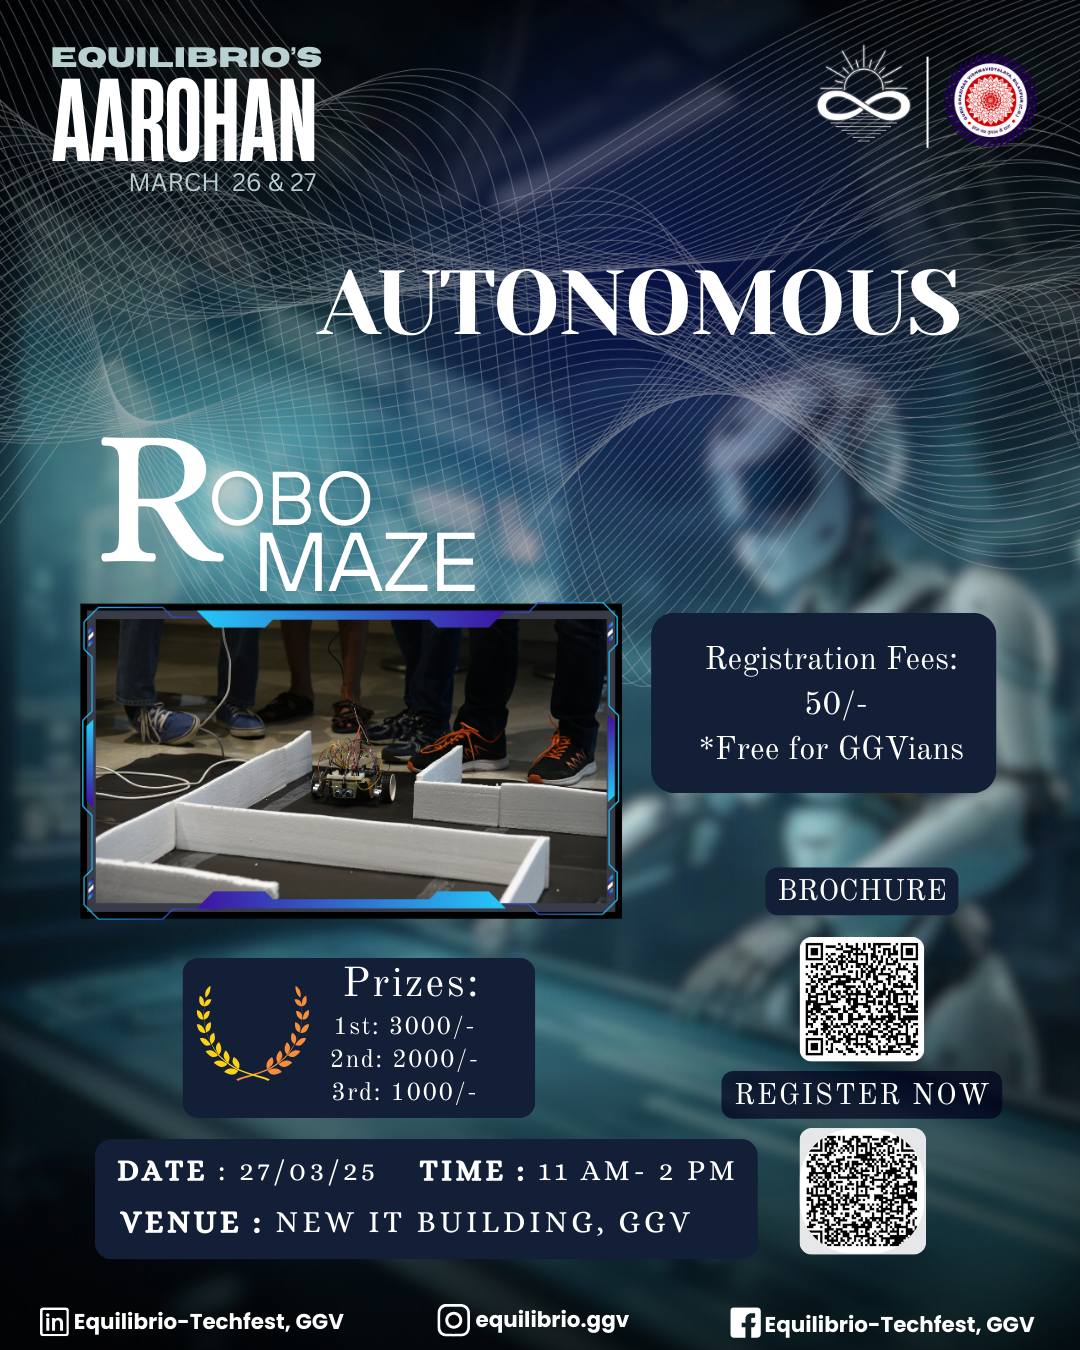 EQUILIBRIO'S
AAROHAN
MARCH 26 & 27
AUTONOMOUS
ROBO
MAZE
Registration Fees:
50/-
*Free for GGVians
BROCHURE
Prizes:
1st: 3000/-
2nd: 2000/-
3rd: 1000/-
REGISTER NOW
DATE : 27/03/25 TIME : 11 AM- 2 PM
VENUE : NEW IT BUILDING, GGV
Equilibrio-Techfest, GGV
equilibrio.ggv
Equilibrio-Techfest, GGV